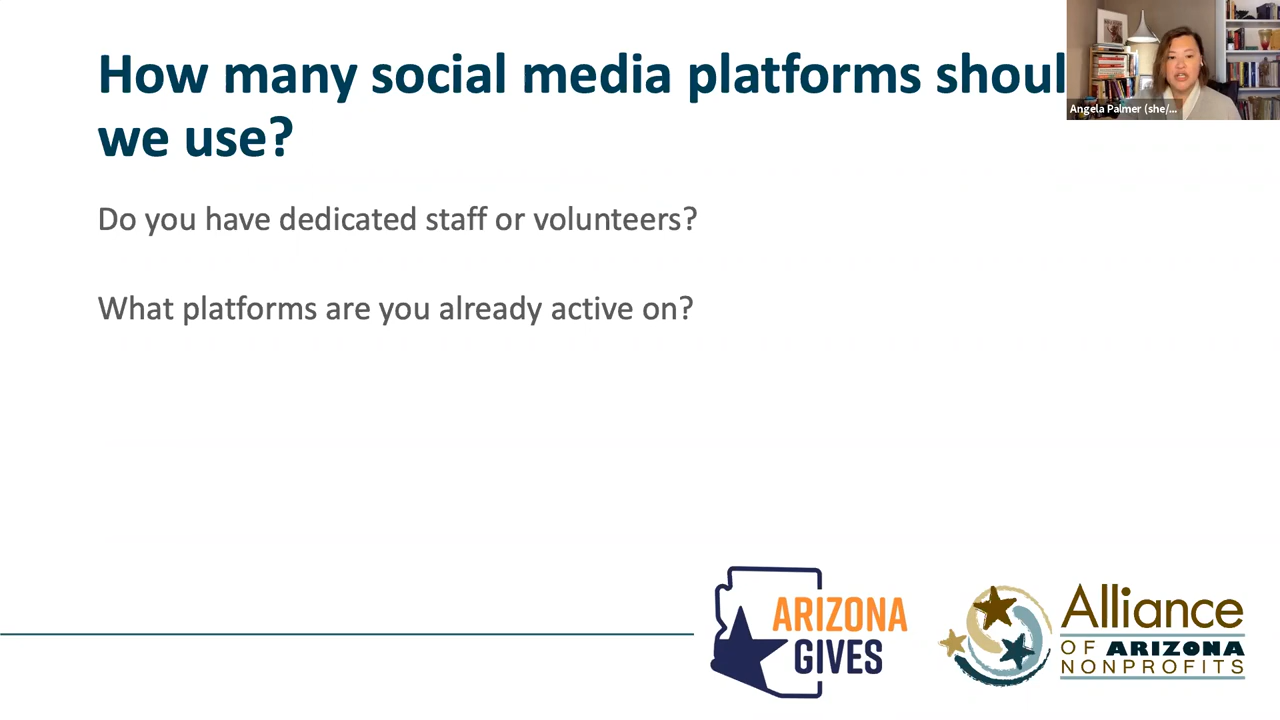 How many social media platforms shoul
we use?
Angela Palmer (she/...
Do you have dedicated staff or volunteers?
What platforms are you already active on?
ARIZONA
GIVES
Alliance
OF ARIZONA
NONPROFITS